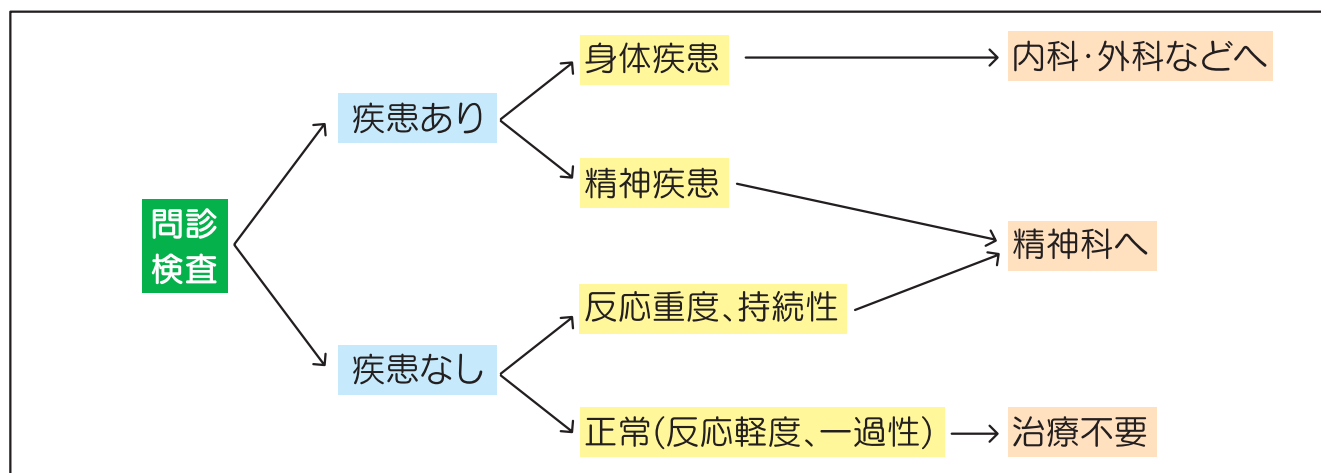 問診
検査
疾患あり
疾患なし
身体疾患
精神疾患
反応重度、持続性
正常(反応軽度、一過性)
内科・外科などへ
精神科へ
治療不要